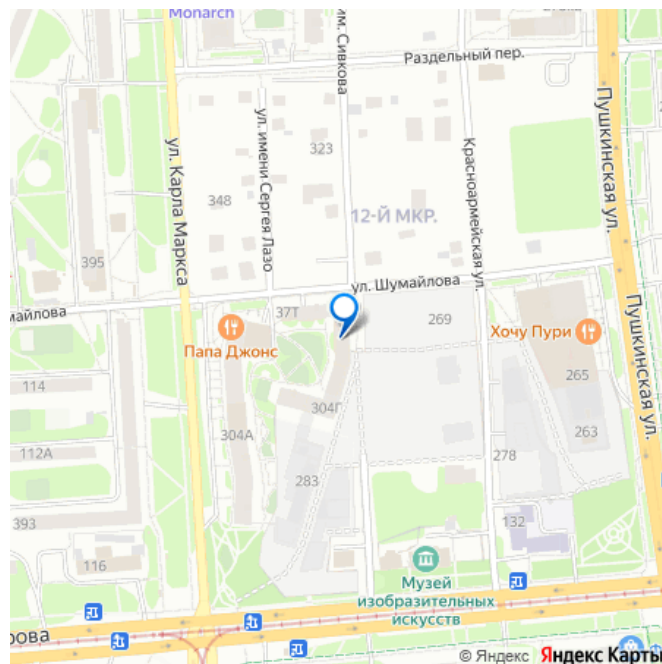 Monarch
им. Сивкова
Раздельный пер.
Пушкинская ул.
ул. Карла Маркса
ул. имени Сергея Лазо
323
348
12-Й МКР.
Красноармейская ул.
395
ул. Шумайлова
майлова
37Т
269
Папа Джонс
Хочу Пури
Пушкинская ул.
114
265
304Г
304А
263
112А
283
278
393
132
116
Музей
изобразительных
искусств
рова
© Яндекс Яндекс Карты